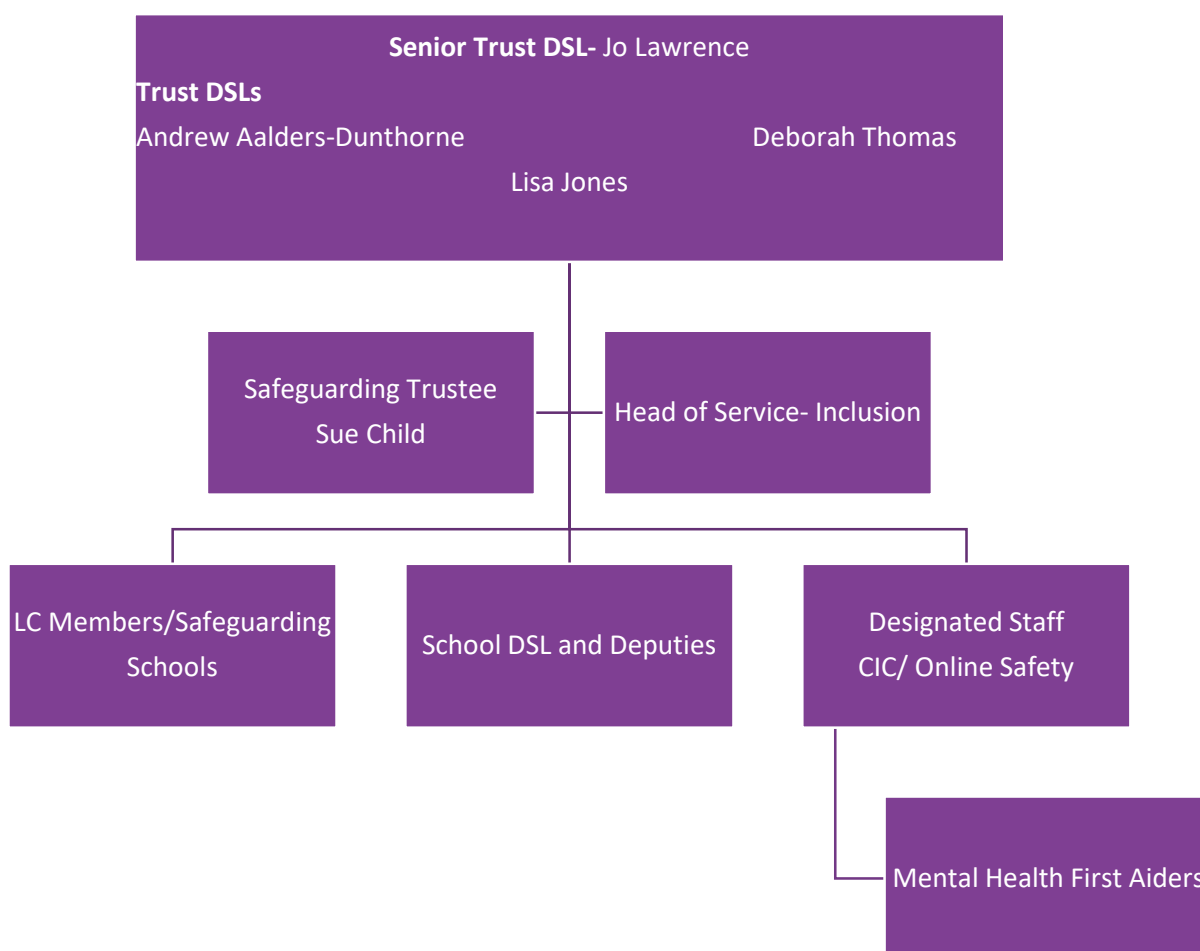 Senior Trust DSL- Jo Lawrence
Trust DSLs
Andrew Aalders-Dunthorne Deborah Thomas
Lisa Jones
Safeguarding Trustee
Sue Child
Head of Service- Inclusion
LC Members/Safeguarding
Schools
School DSL and Deputies
Designated Staff
CIC/ Online Safety
Mental Health First Aiders